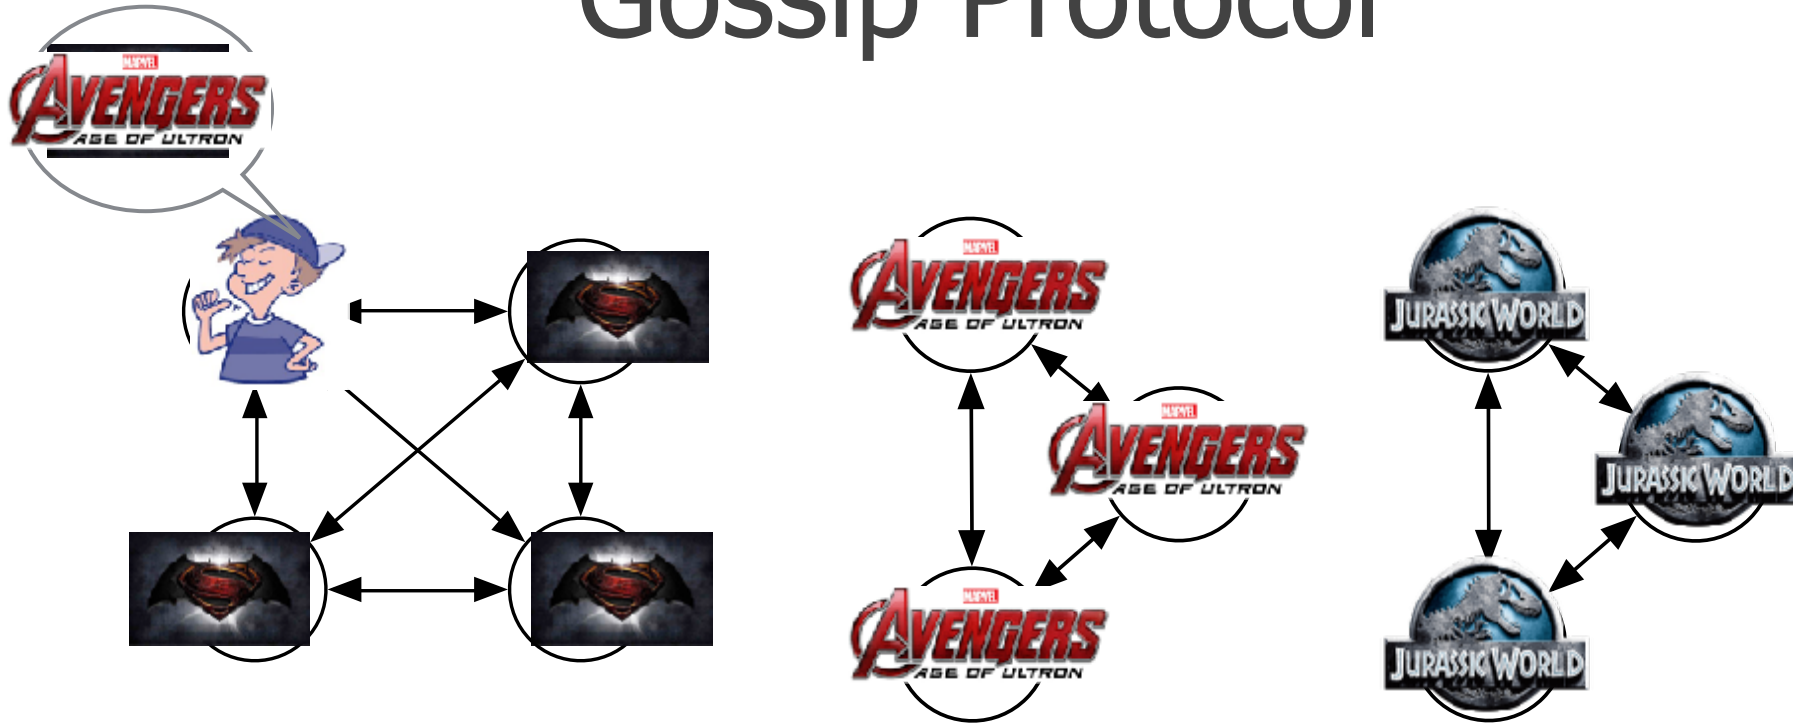 Gossip Protocol
MARVEL
AVENGERS
AGE OF ULTRON
MARVEL
AVENGERS
AGE OF ULTRON
JURASSIC WORLD
MARVEL
AVENGERS
AGE OF ULTRON
JURASSIC WORLD
MARVEL
AVENGERS
AGE OF ULTRON
JURASSIC WORLD